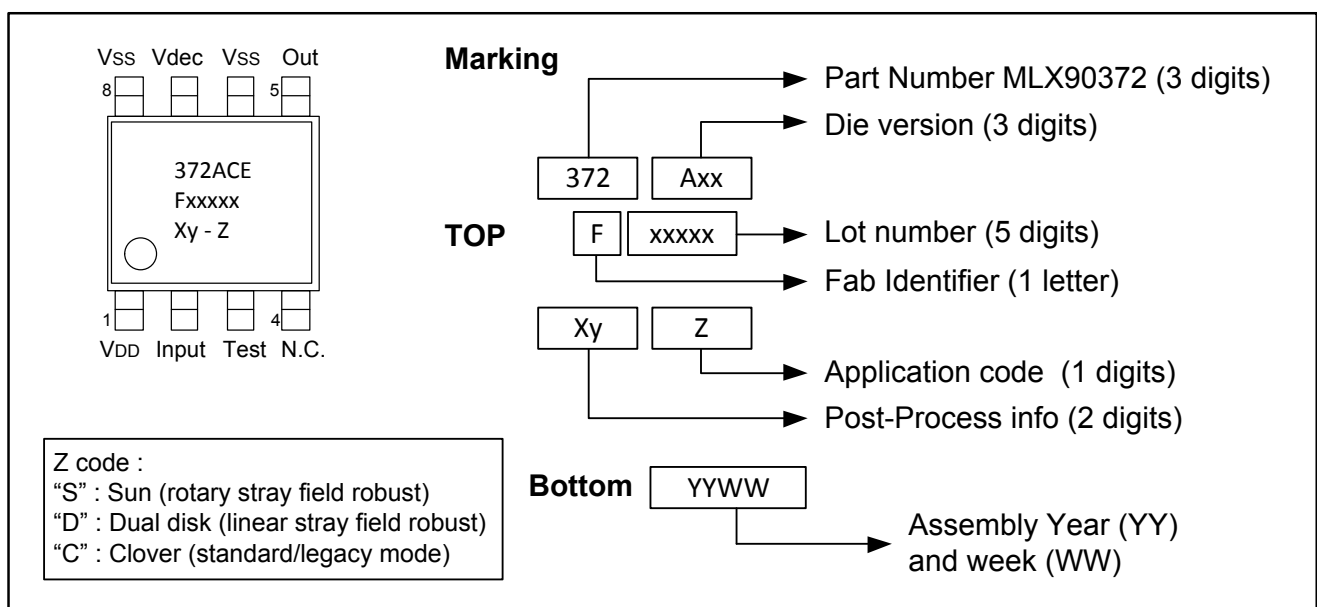 VSS Vdec VSS Out
8 5
372ACE
Fxxxxx
Xy - Z
1 4
VDD Input Test N.C.
Marking
Part Number MLX90372 (3 digits)
Die version (3 digits)
372 Axx
TOP
F xxxxx
Lot number (5 digits)
Fab Identifier (1 letter)
Xy Z
Application code (1 digits)
Post-Process info (2 digits)
Z code :
“S” : Sun (rotary stray field robust)
“D” : Dual disk (linear stray field robust)
“C” : Clover (standard/legacy mode)
Bottom YYWW
Assembly Year (YY)
and week (WW)